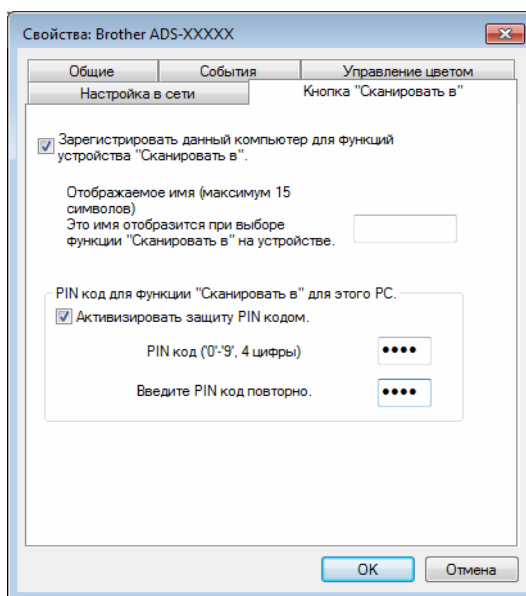 Свойства: Brother ADS-XXXXX
Общие
События
Управление цветом
Настройка в сети
Кнопка "Сканировать в"
Зарегистрировать данный компьютер для функций
устройства "Сканировать в".
Отображаемое имя (максимум 15
символов)
Это имя отобразится при выборе
функции "Сканировать в" на устройстве.
PIN код для функции "Сканировать в" для этого PC.
Активизировать защиту PIN кодом.
PIN код ('0'-'9', 4 цифры)
••••
Введите PIN код повторно.
••••
OK
Отмена